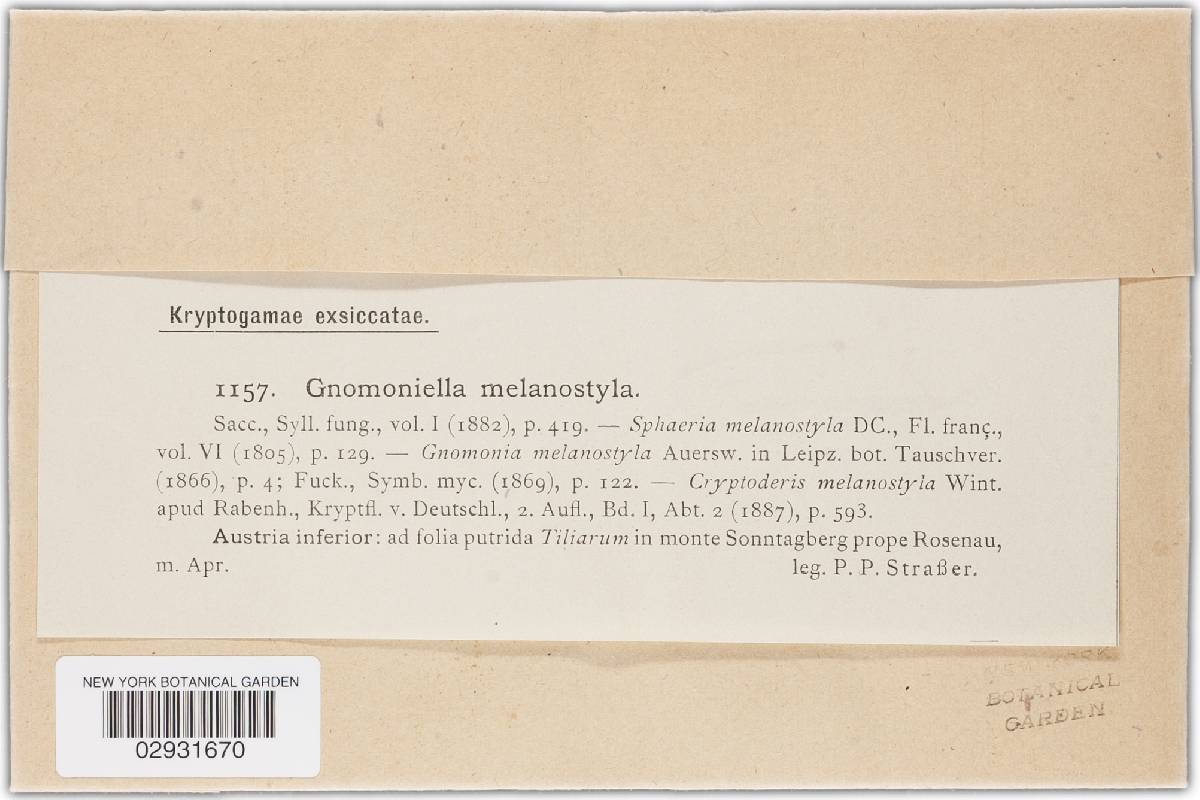 Kryptogamae exsiccatae.
1157. Gnomoniella melanostyla.
Sacc., Syll. fung., vol. I (1882), p. 419. — Sphaeria melanostyla DC., Fl. franç.,
vol. VI (1805), p. 129. — Gnomonia melanostyla Auersw. in Leipz. bot. Tauschver.
(1866), p. 4; Fuck., Symb. myc. (1869), p. 122. — Cryptoderis melanostyla Wint.
apud Rabenh., Kryptfl. v. Deutschl., 2. Aufl., Bd. I, Abt. 2 (1887), p. 593.
Austria inferior: ad folia putrida Tiliarum in monte Sonntagberg prope Rosenau,
m. Apr. leg. P. P. Straßer.
NEW YORK BOTANICAL GARDEN
02931670
NEW YORK
BOTANICAL
GARDEN